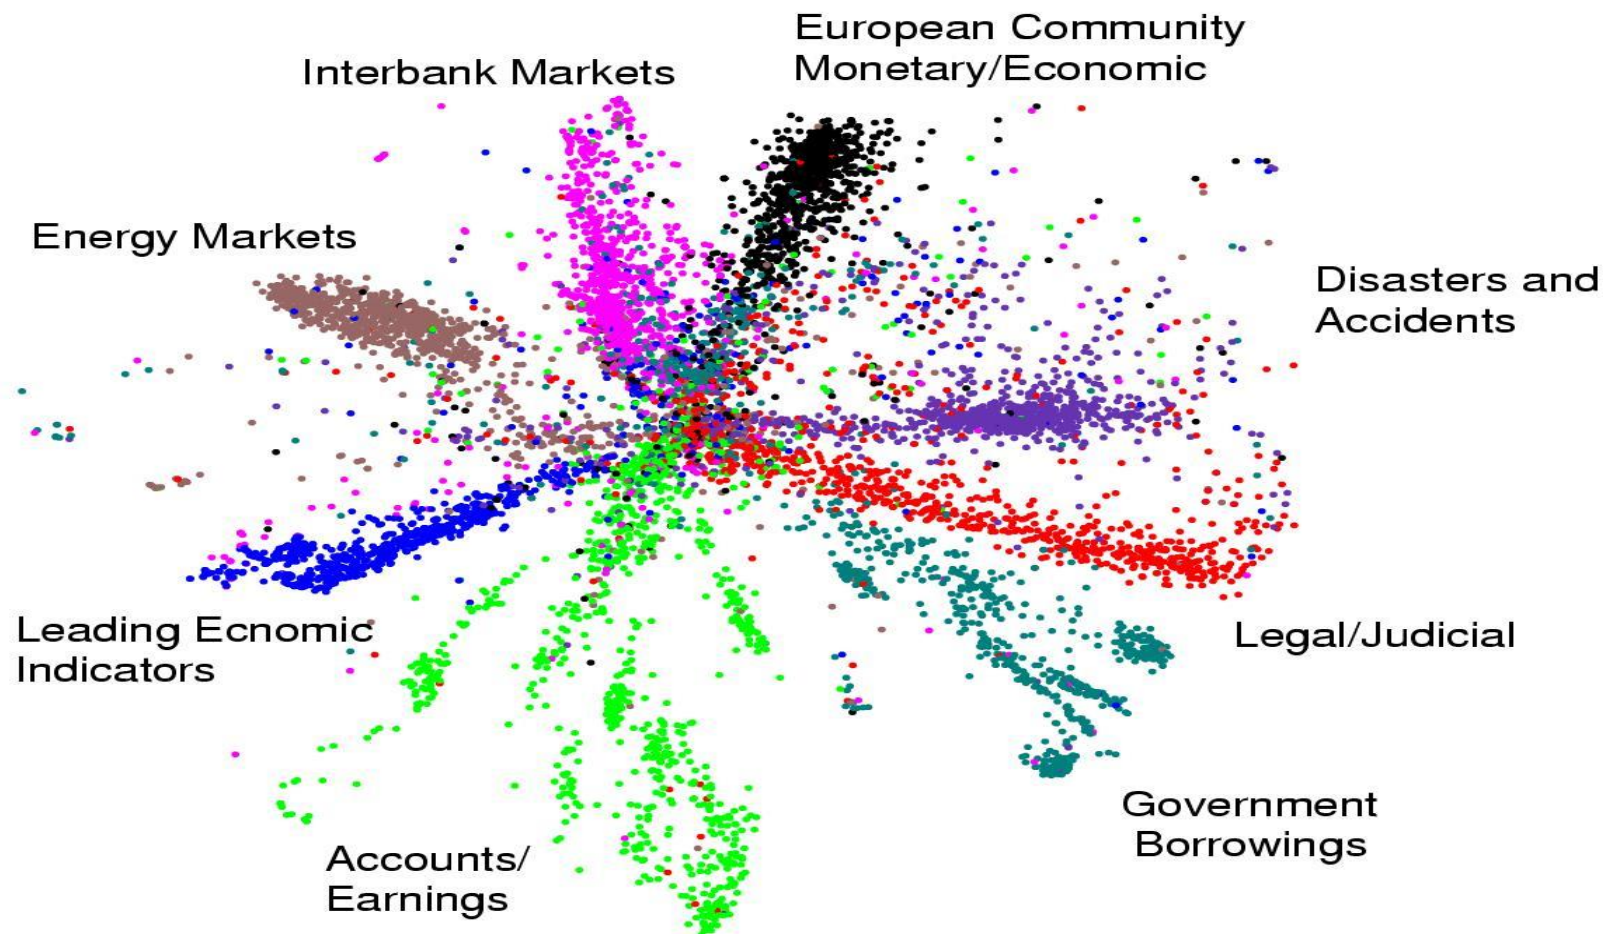 European Community
Monetary/Economic
Interbank Markets
Energy Markets
Disasters and
Accidents
Leading Ecnomic
Indicators
Legal/Judicial
Government
Borrowings
Accounts/
Earnings